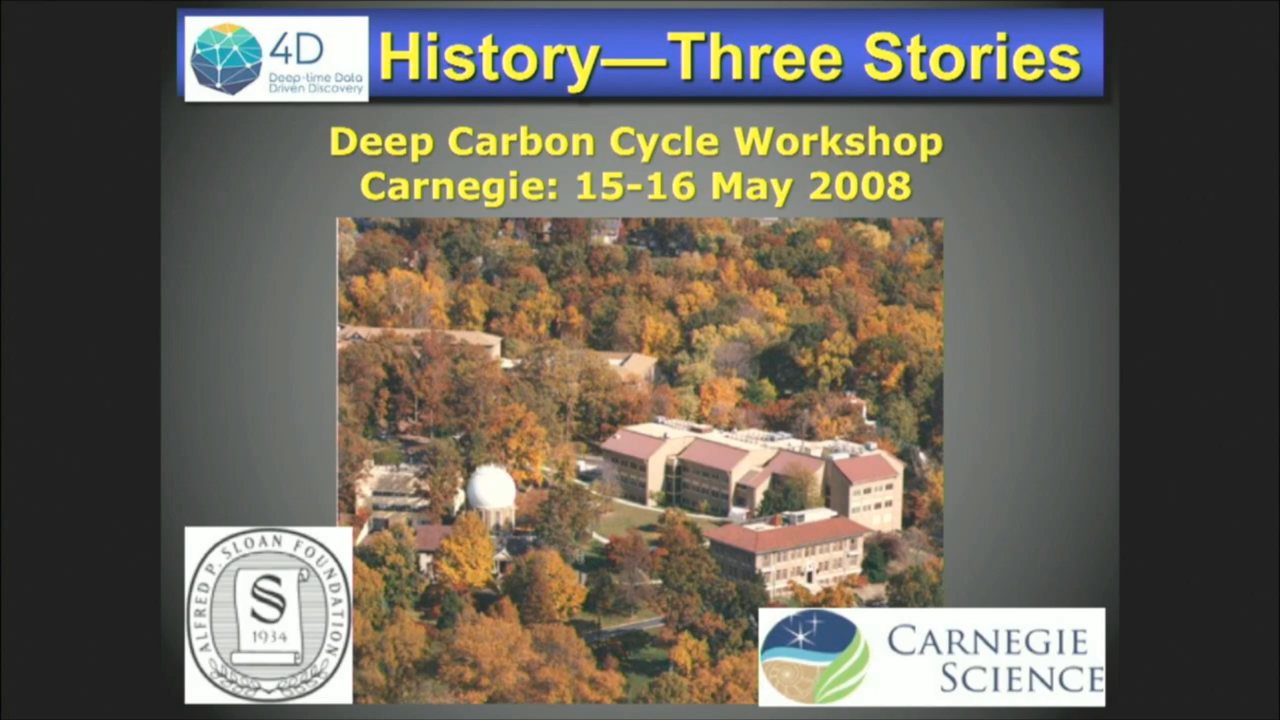 4D
Deep-time Data
Driven Discovery
History—Three Stories
Deep Carbon Cycle Workshop
Carnegie: 15-16 May 2008
ALFRED P. SLOAN FOUNDATION
S
1934
CARNEGIE
SCIENCE